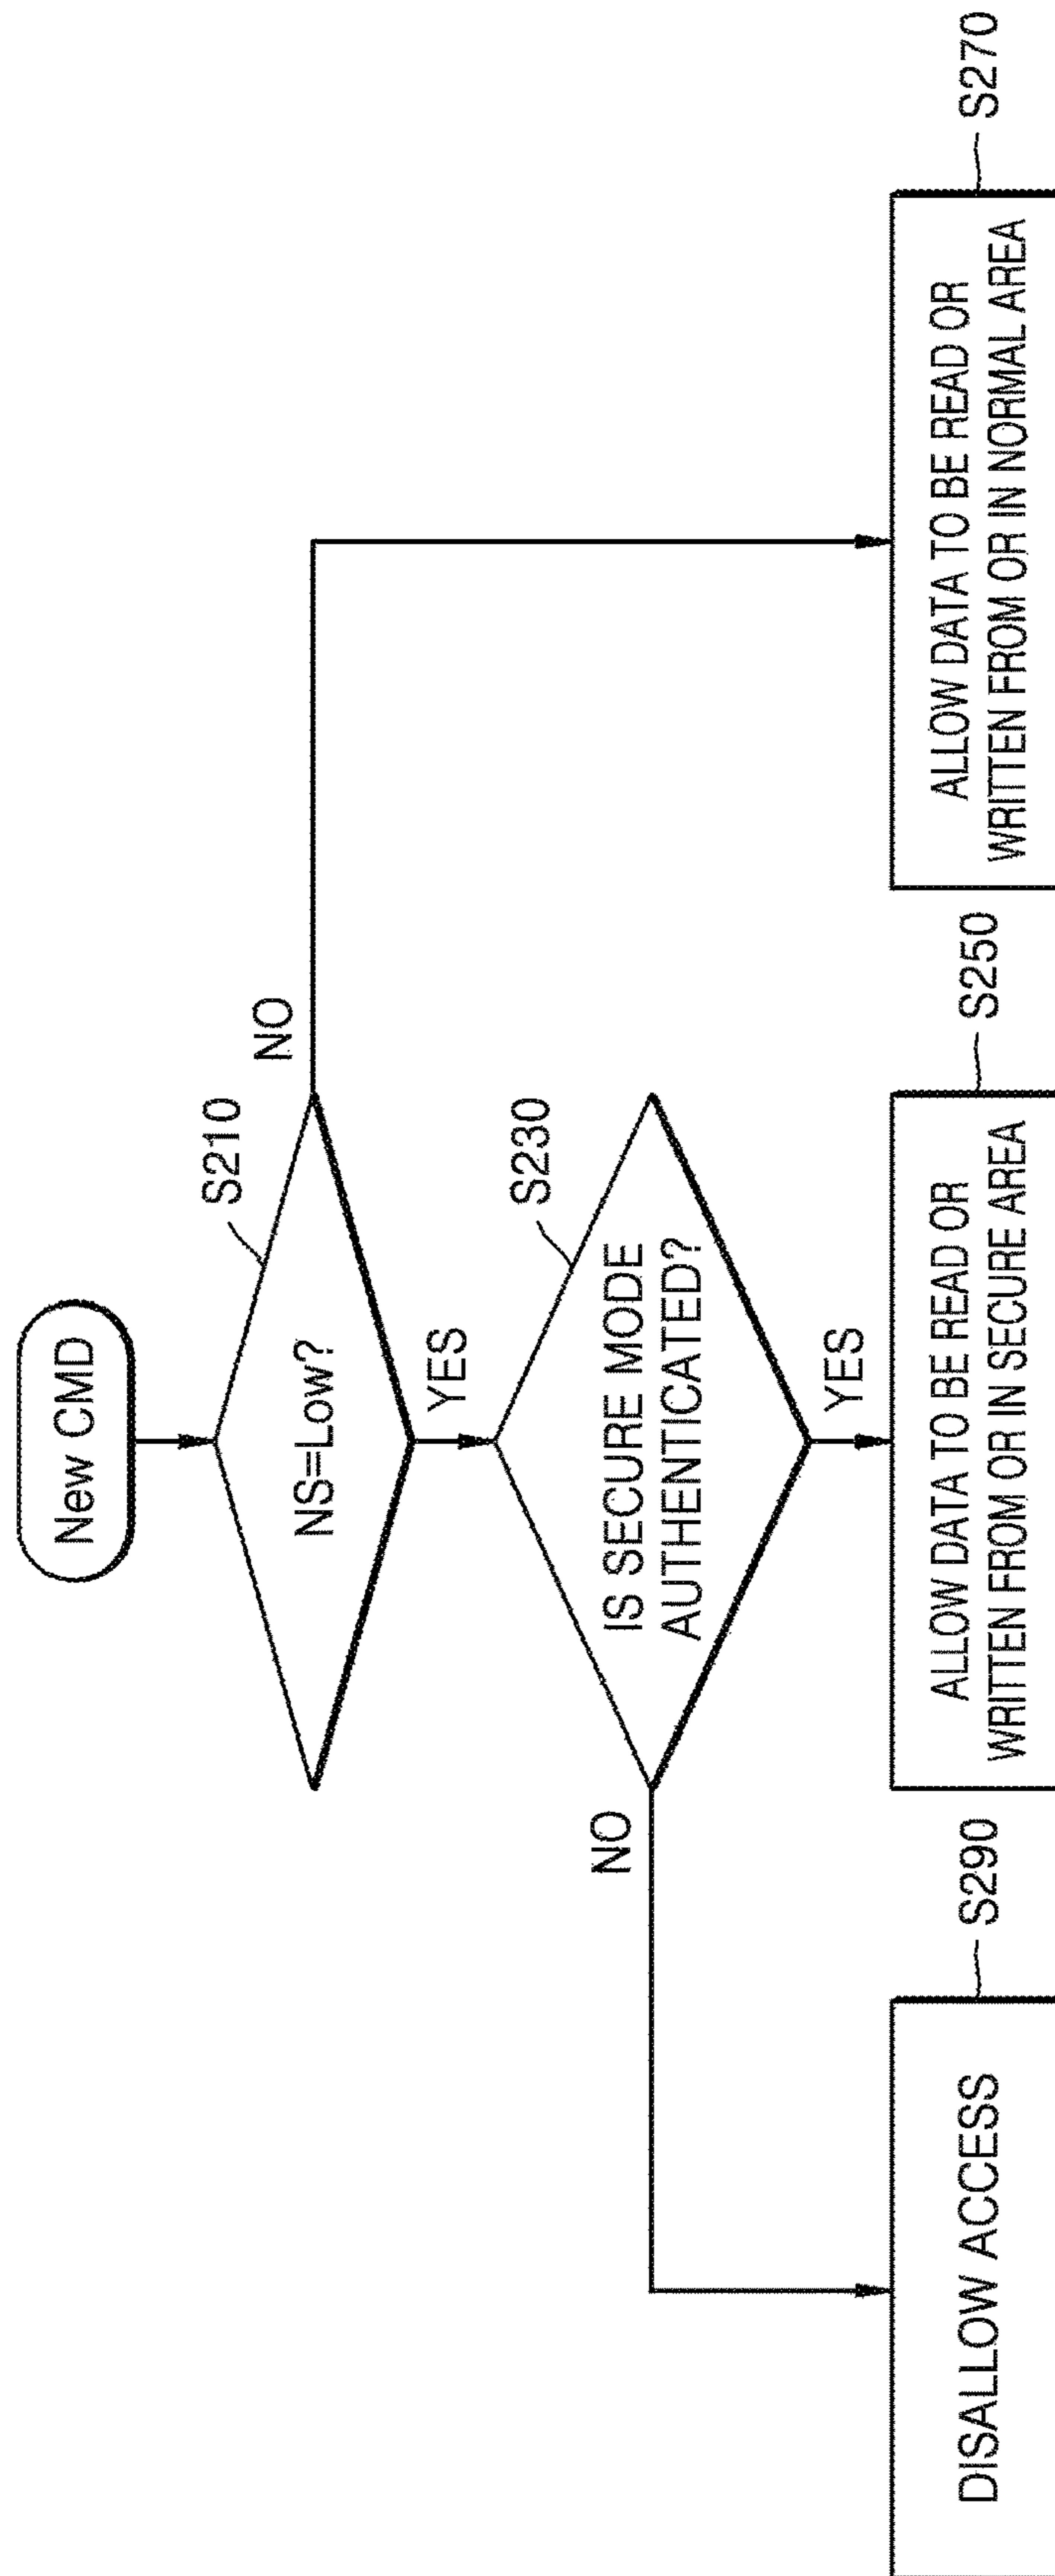 New CMD
S210
NS=Low?
NO
YES
S230
IS SECURE MODE
AUTHENTICATED?
NO
YES
S290
DISALLOW ACCESS
S250
ALLOW DATA TO BE READ OR
WRITTEN FROM OR IN SECURE AREA
S270
ALLOW DATA TO BE READ OR
WRITTEN FROM OR IN NORMAL AREA